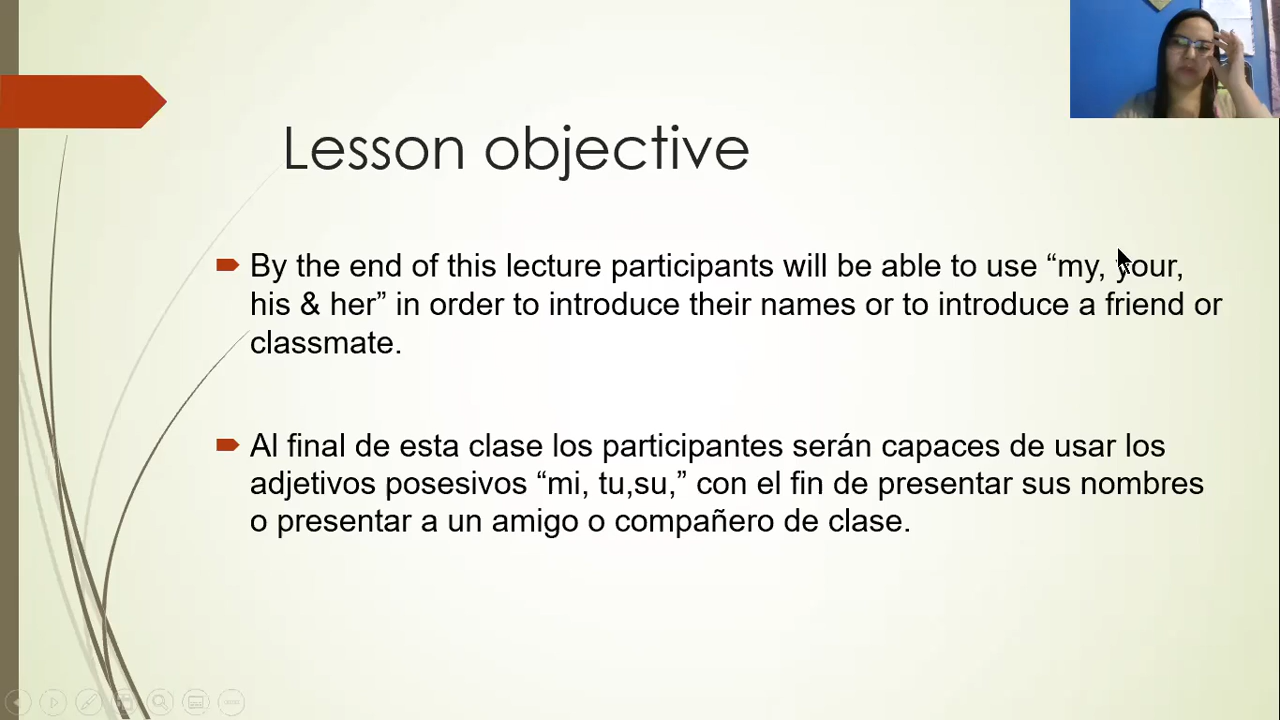 Lesson objective
By the end of this lecture participants will be able to use “my, your,
his & her” in order to introduce their names or to introduce a friend or
classmate.
Al final de esta clase los participantes serán capaces de usar los
adjetivos posesivos “mi, tu,su,” con el fin de presentar sus nombres
o presentar a un amigo o compañero de clase.